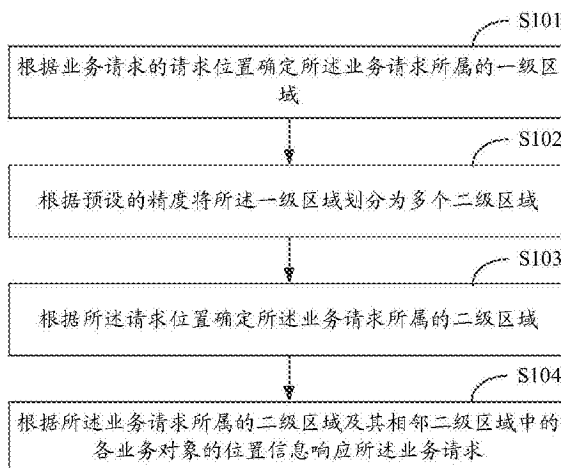 S101
根据业务请求的请求位置确定所述业务请求所属的一级区
域
S102
根据预设的精度将所述一级区域划分为多个二级区域
S103
根据所述请求位置确定所述业务请求所属的二级区域
S104
根据所述业务请求所属的二级区域及其相邻二级区域中的
各业务对象的位置信息响应所述业务请求